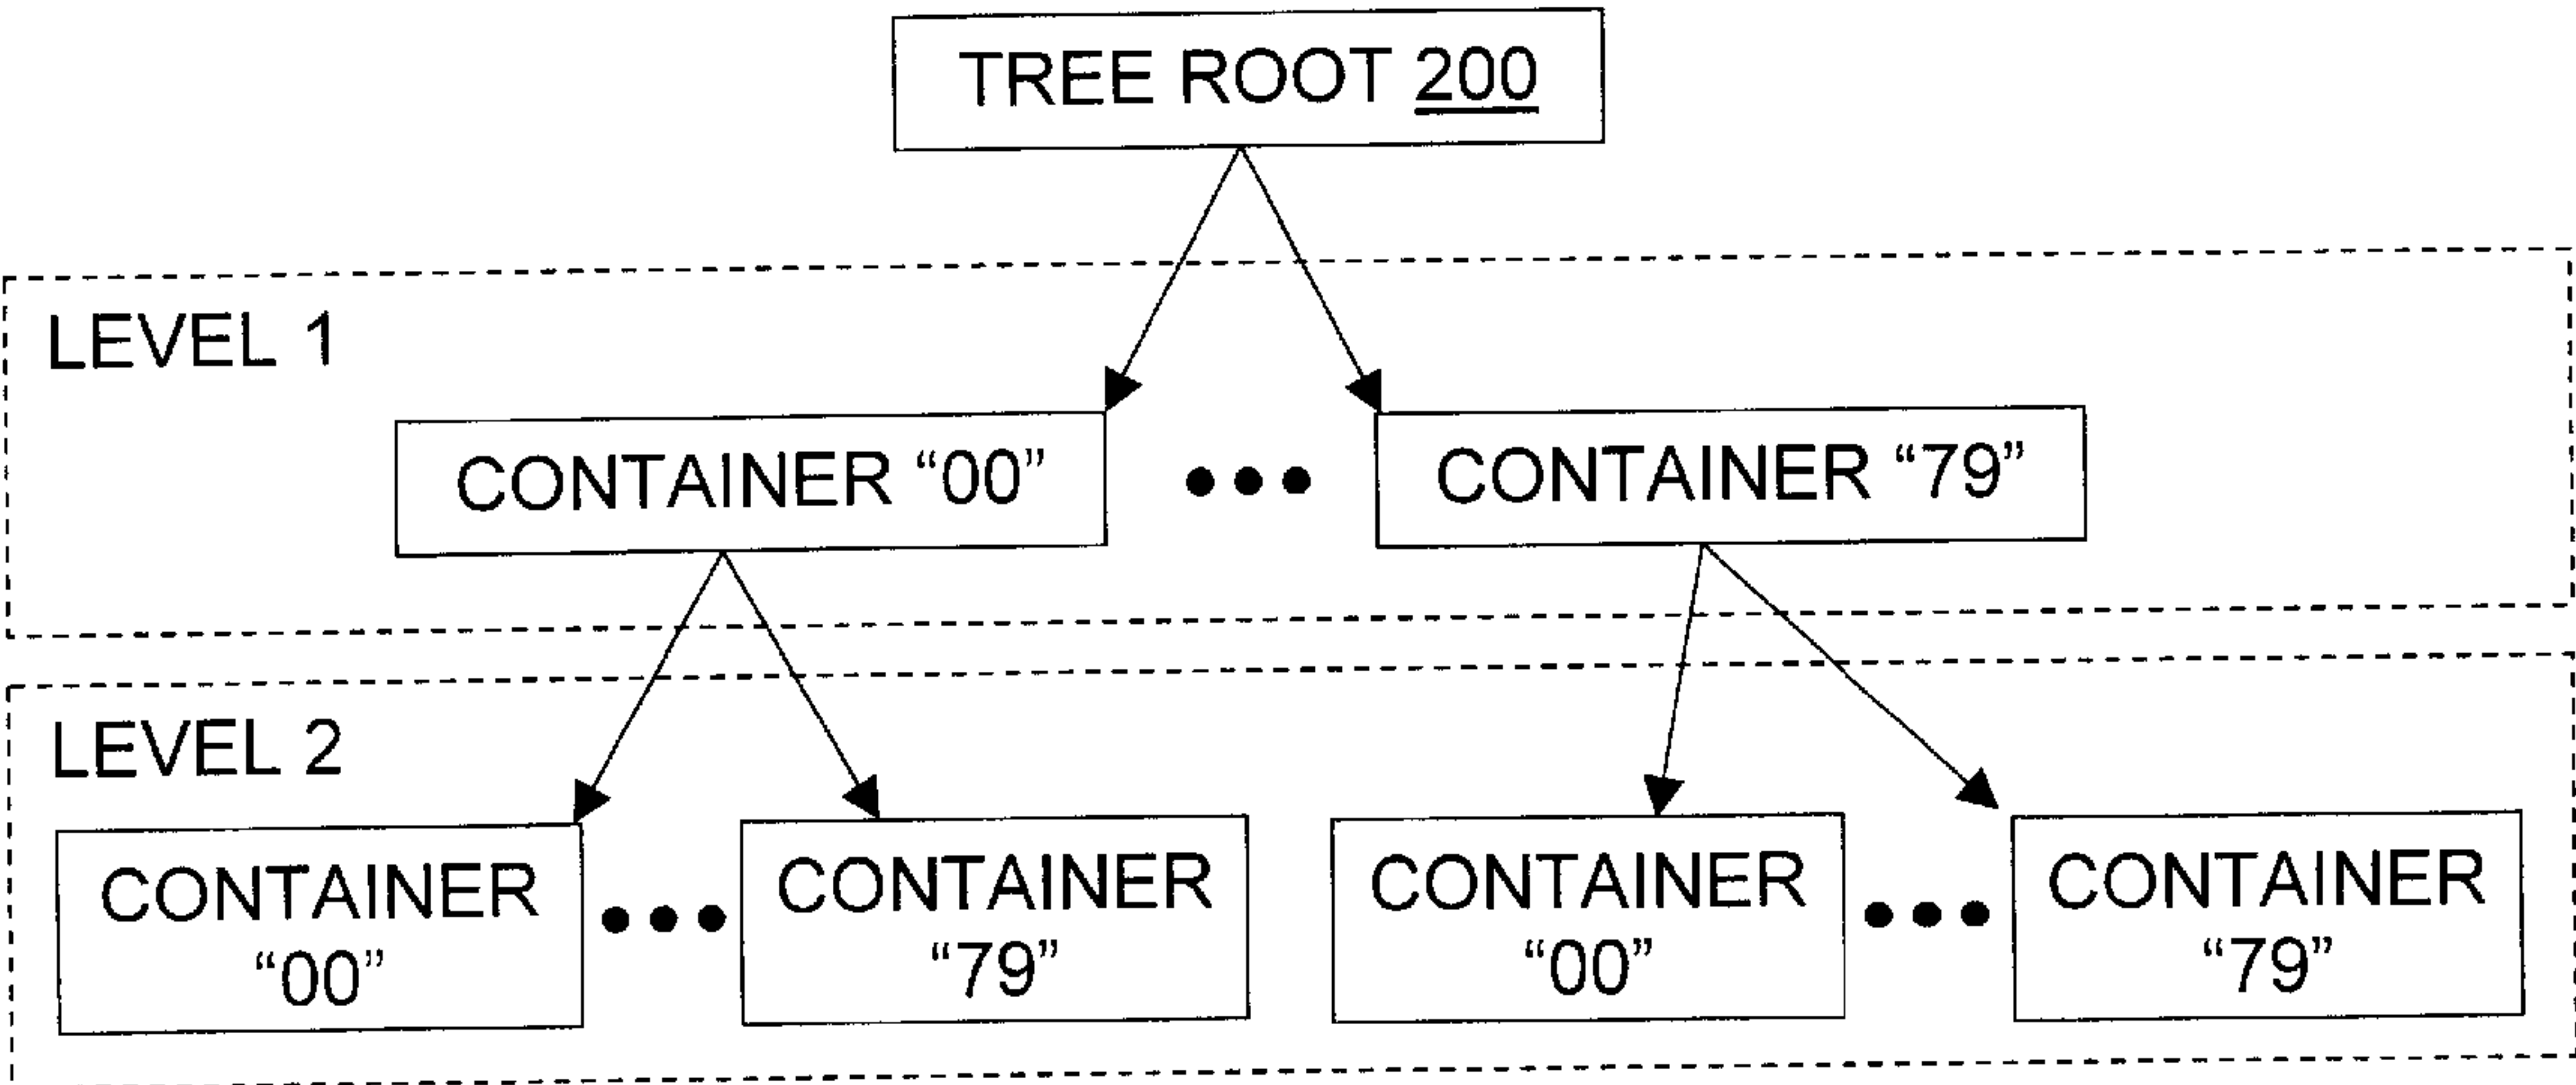 TREE ROOT 200
LEVEL 1
CONTAINER “00”
CONTAINER “79”
LEVEL 2
CONTAINER
“00”
CONTAINER
“79”
CONTAINER
“00”
CONTAINER
“79”